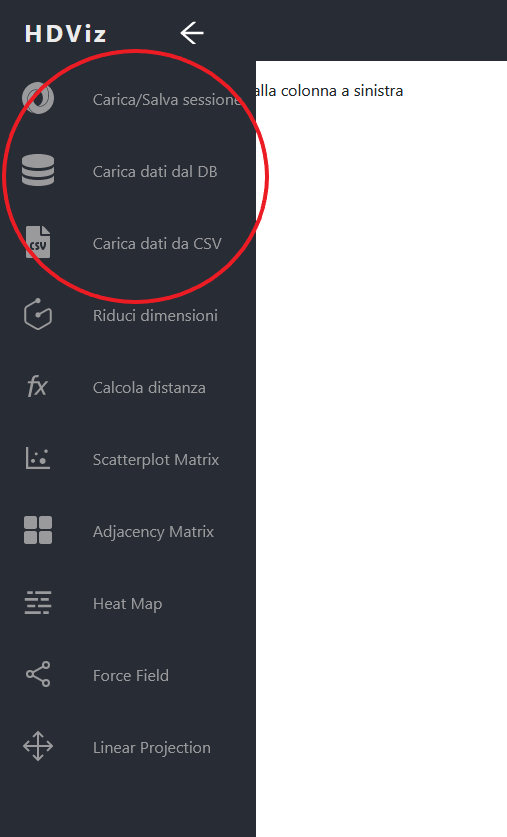 HDViz
alla colonna a sinistra
Carica/Salva sessione
Carica dati dal DB
CSV
Carica dati da CSV
Riduci dimensioni
fx
Calcola distanza
Scatterplot Matrix
Adjacency Matrix
Heat Map
Force Field
Linear Projection